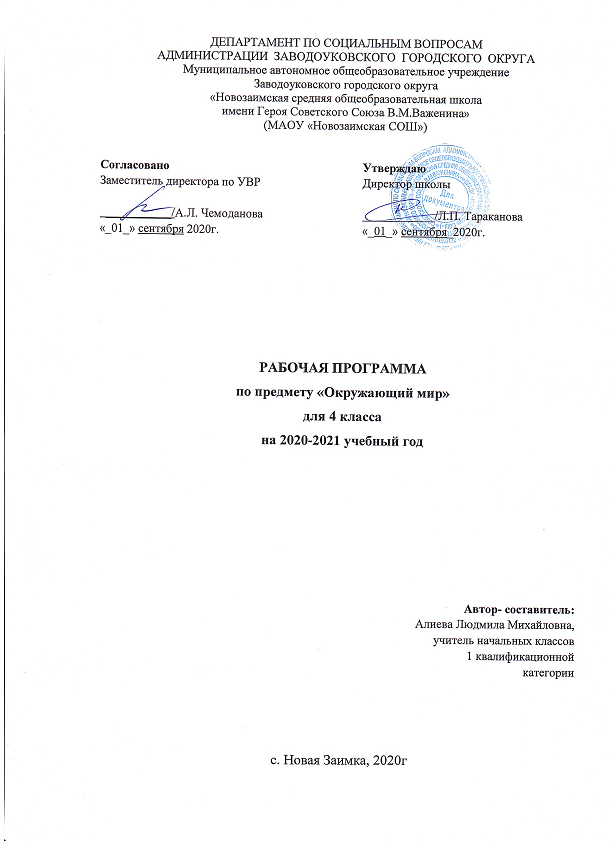 ДЕПАРТАМЕНТ ПО СОЦИАЛЬНЫМ ВОПРОСАМ
АДМИНИСТРАЦИИ ЗАВОДОУКОВСКОГО ГОРОДСКОГО ОКРУГА
Муниципальное автономное общеобразовательное учреждение
Заводоуковского городского округа
«Новозаимская средняя общеобразовательная школа
имени Героя Советского Союза В.М.Важенина»
(МАОУ «Новозаимская СОШ»)
Согласовано
Заместитель директора по УВР
/А.Л. Чемоданова
«_01_» сентября 2020г.
Утверждаю
Директор школы
/Л.П. Тараканова
«_01_» сентября 2020г.
Для
документов
РАБОЧАЯ ПРОГРАММА
по предмету «Окружающий мир»
для 4 класса
на 2020-2021 учебный год
Автор- составитель:
Алиева Людмила Михайловна,
учитель начальных классов
1 квалификационной
категории
с. Новая Заимка, 2020г